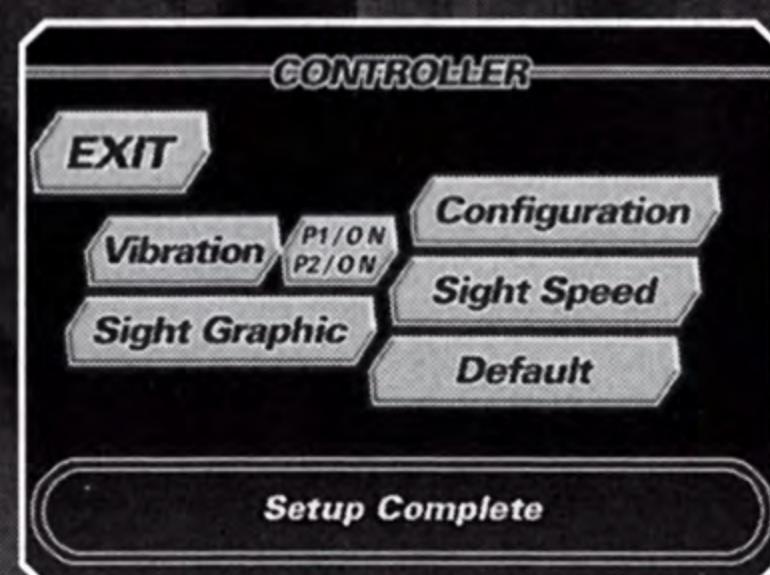 CONTROLLER
EXIT
Vibration
P1/ON
P2/ON
Sight Graphic
Configuration
Sight Speed
Default
Setup Complete